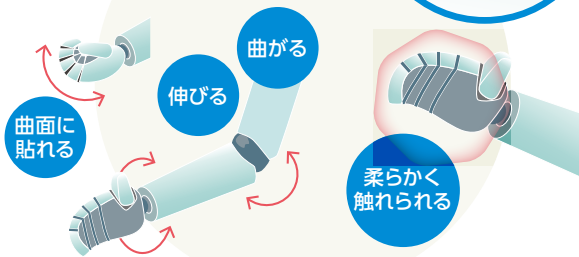 曲がる
伸びる
曲面に
貼れる
柔らかく
触れられる